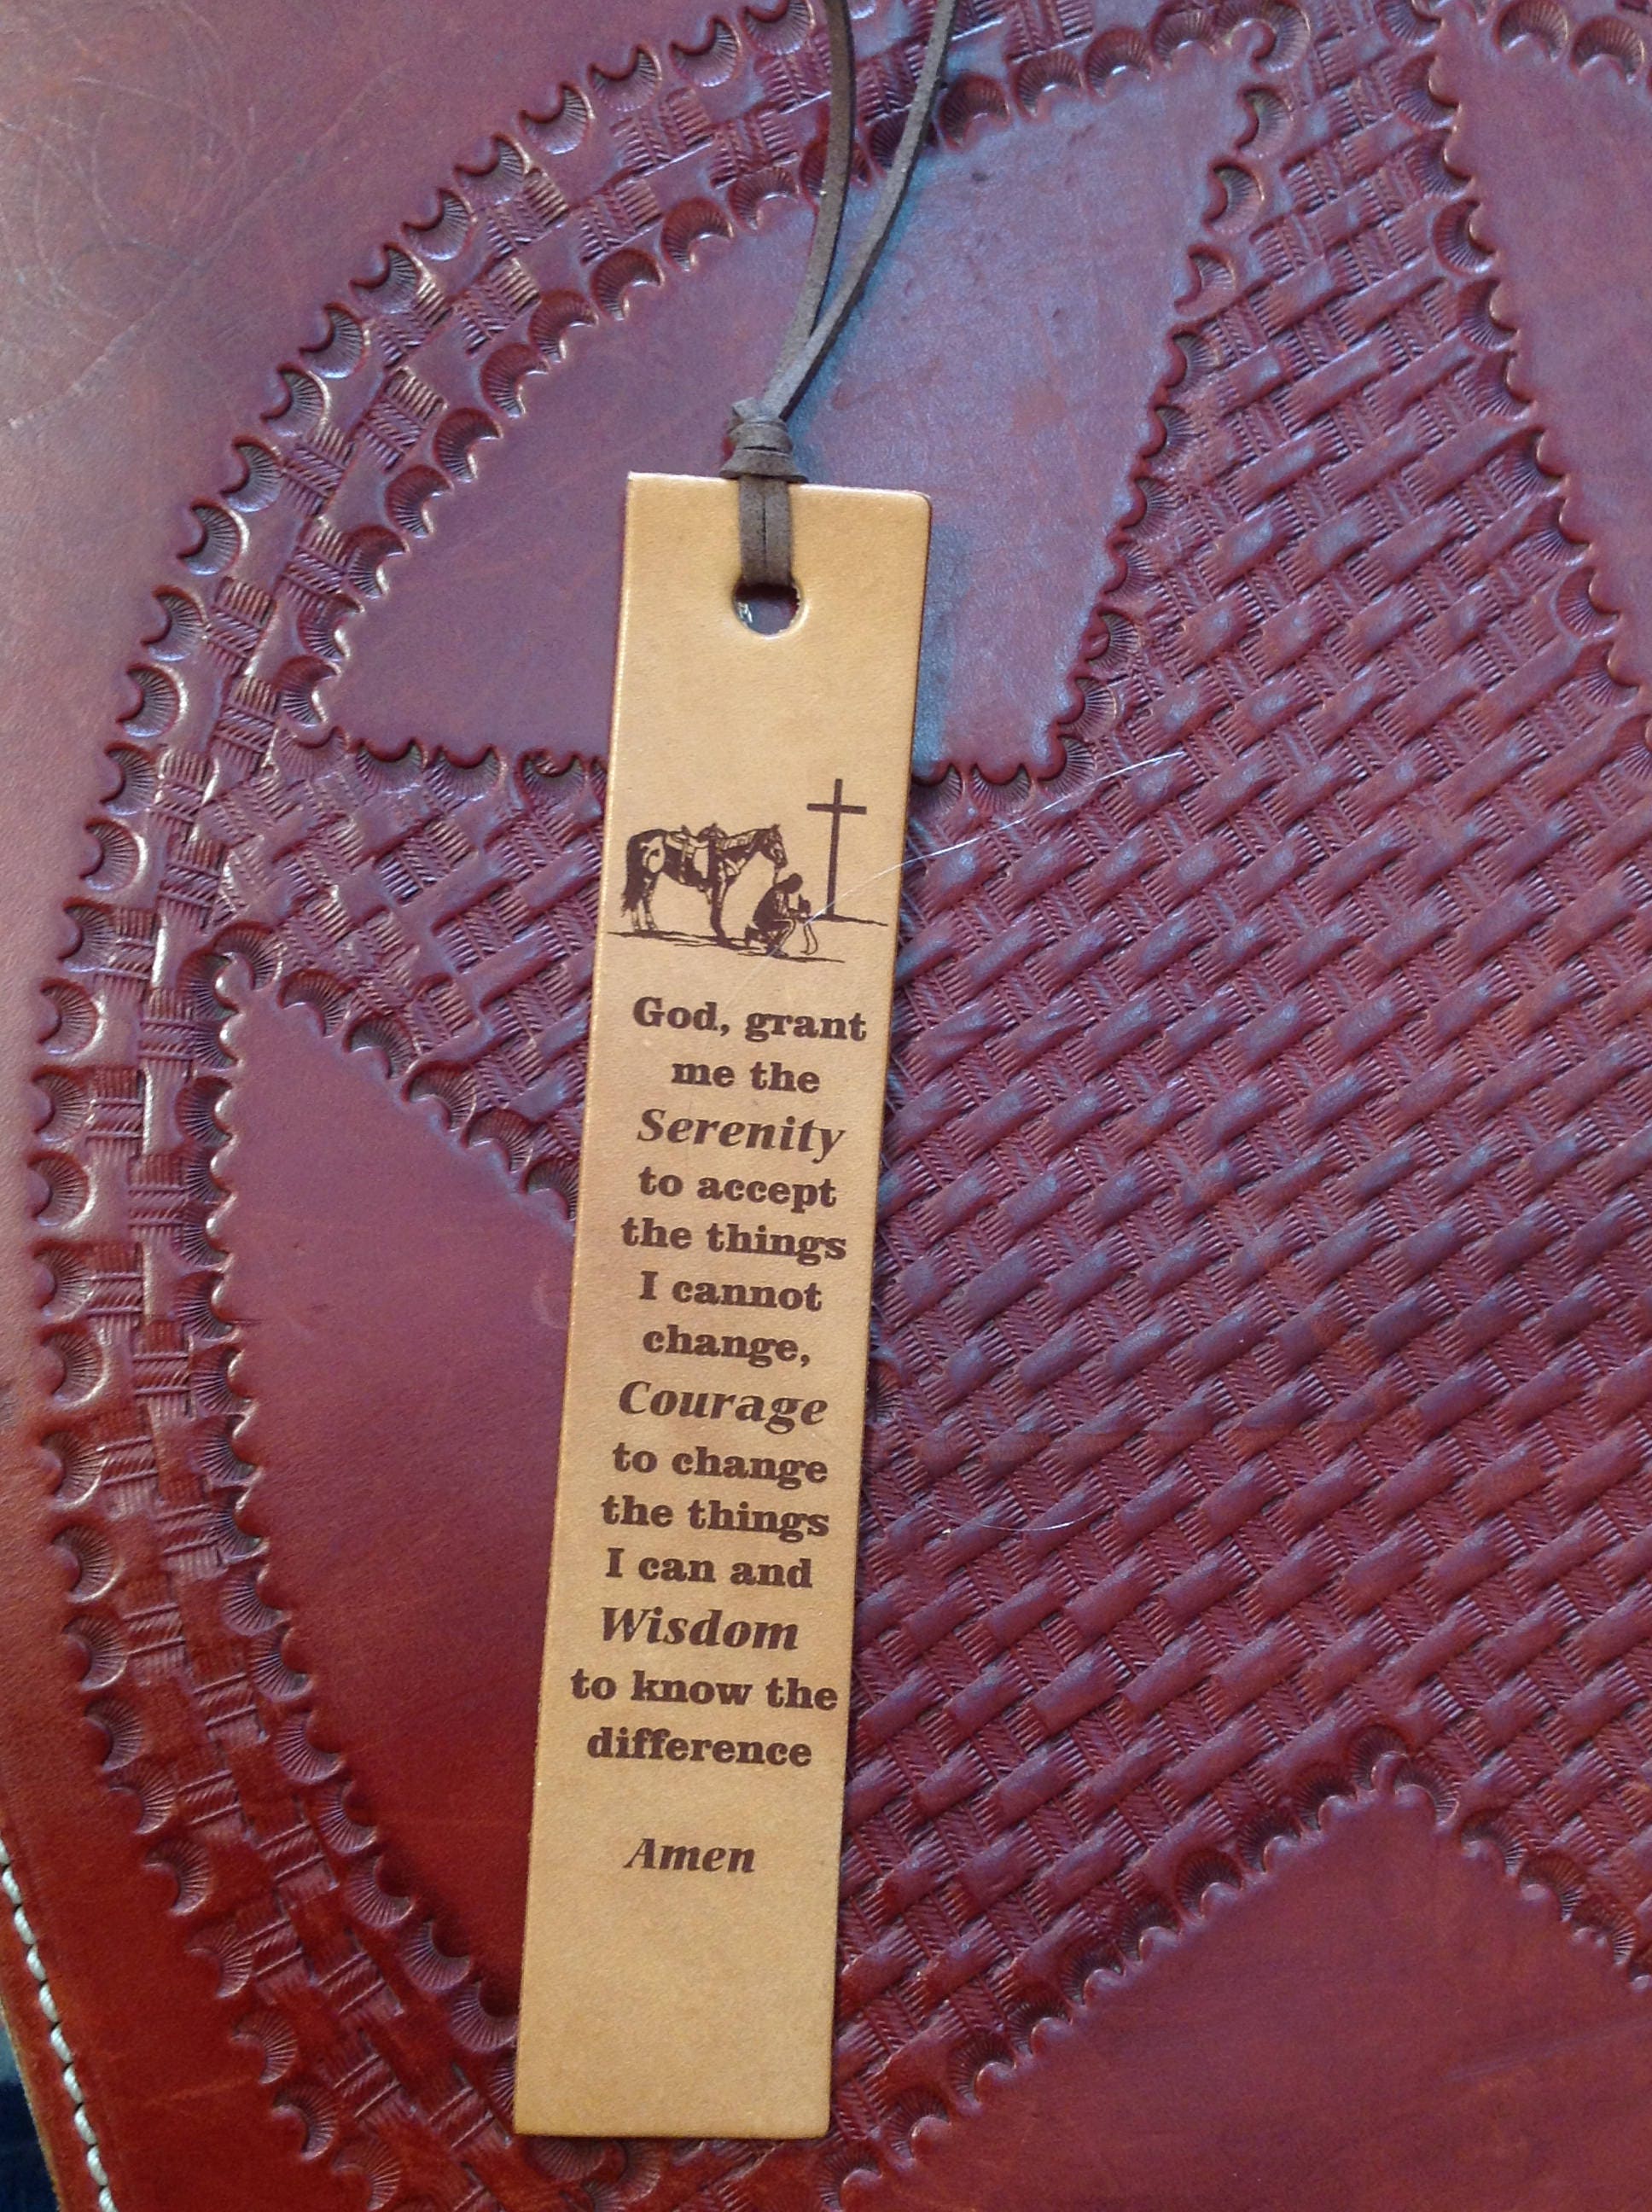 God, grant
me the
Serenity
to accept
the things
I cannot
change,
Courage
to change
the things
I can and
Wisdom
to know the
difference
Amen